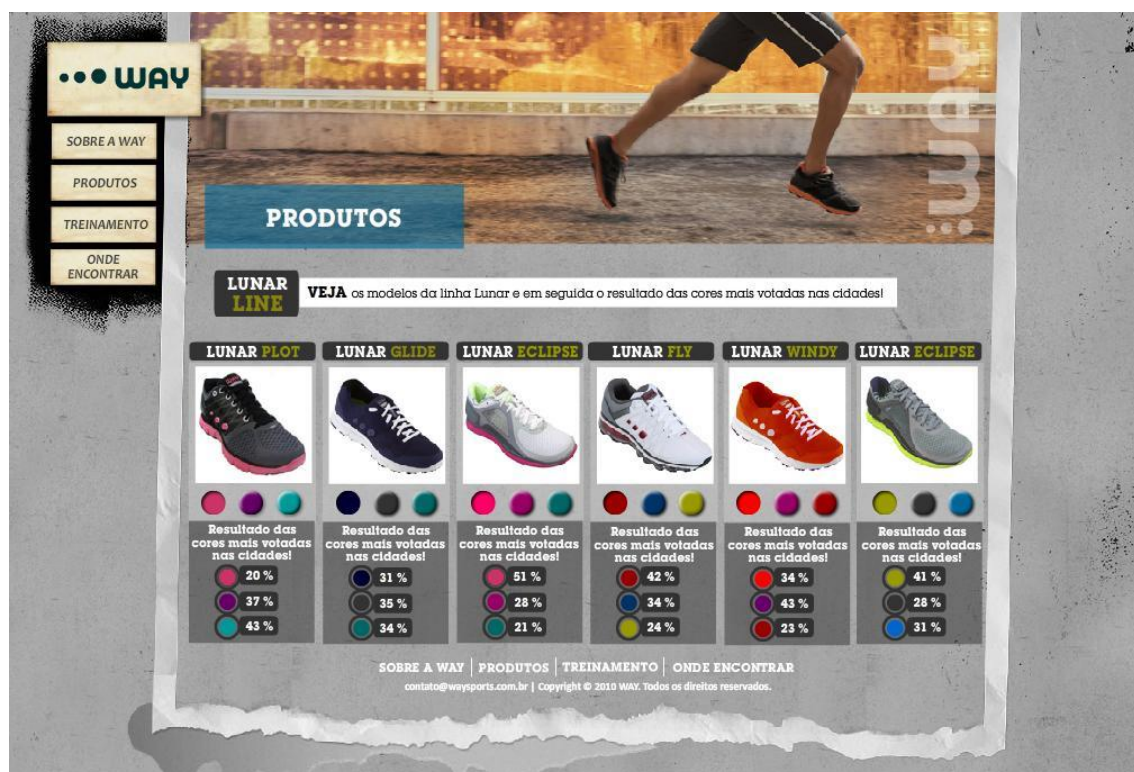 WAY
SOBRE A WAY
PRODUTOS
TREINAMENTO
ONDE
ENCONTRAR
WAY
PRODUTOS
LUNAR
LINE
VEJA os modelos da linha Lunar e em seguida o resultado das cores mais votadas nas cidades!
LUNAR PLOT
LUNAR GLIDE
LUNAR ECLIPSE
LUNAR FLY
LUNAR WINDY
LUNAR ECLIPSE
Resultado das
cores mais votadas
nas cidades!
20 %
37 %
43 %
Resultado das
cores mais votadas
nas cidades!
31 %
35 %
34 %
Resultado das
cores mais votadas
nas cidades!
51 %
28 %
21 %
Resultado das
cores mais votadas
nas cidades!
42 %
34 %
24 %
Resultado das
cores mais votadas
nas cidades!
34 %
43 %
23 %
Resultado das
cores mais votadas
nas cidades!
41 %
28 %
31 %
SOBRE A WAY | PRODUTOS | TREINAMENTO | ONDE ENCONTRAR
contato@waysports.com.br | Copyright © 2010 WAY. Todos os direitos reservados.